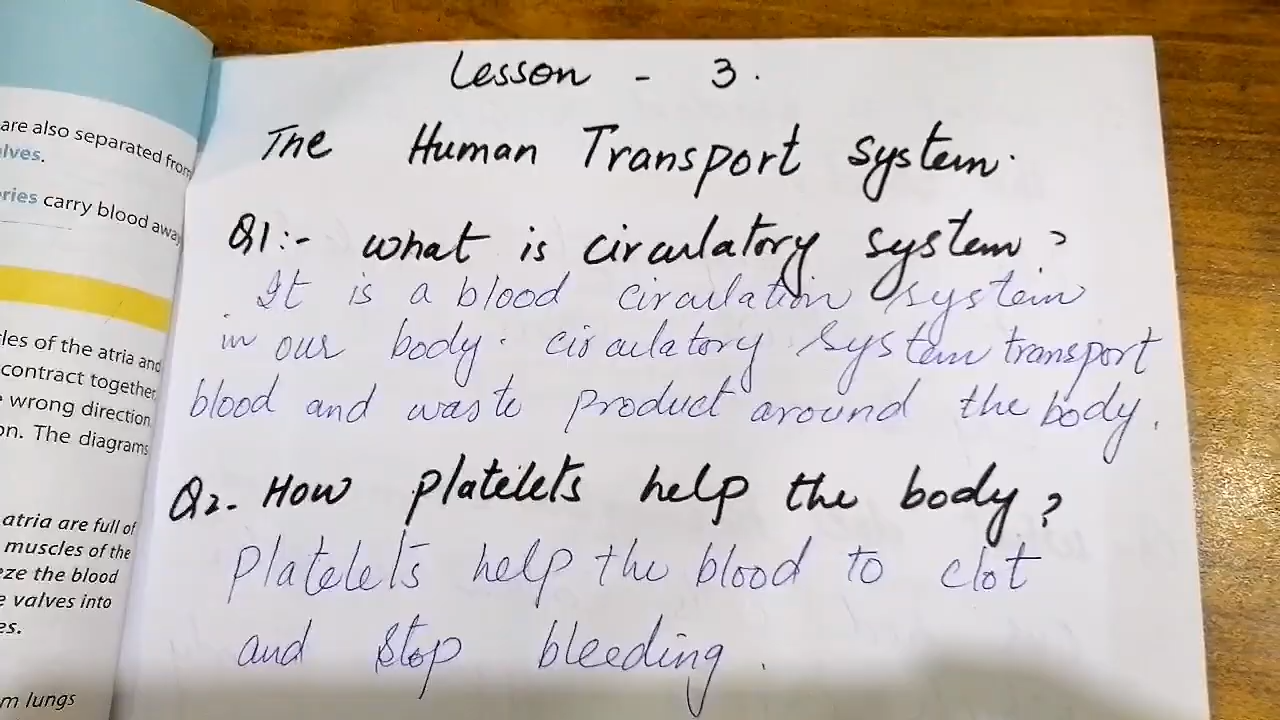 are also separated from
alves.
ries carry blood away
les of the atria and
contract together
wrong direction
on. The diagrams
atria are full of
muscles of the
eze the blood
valves into
es.
m lungs
Lesson - 3.
The Human Transport System.
Q1:- What is circulatory system?
It is a blood circulation system
in our body. circulatory system transport
blood and waste product around the body.
Q2. How platelets help the body?
Platelets help the blood to clot
and stop bleeding.